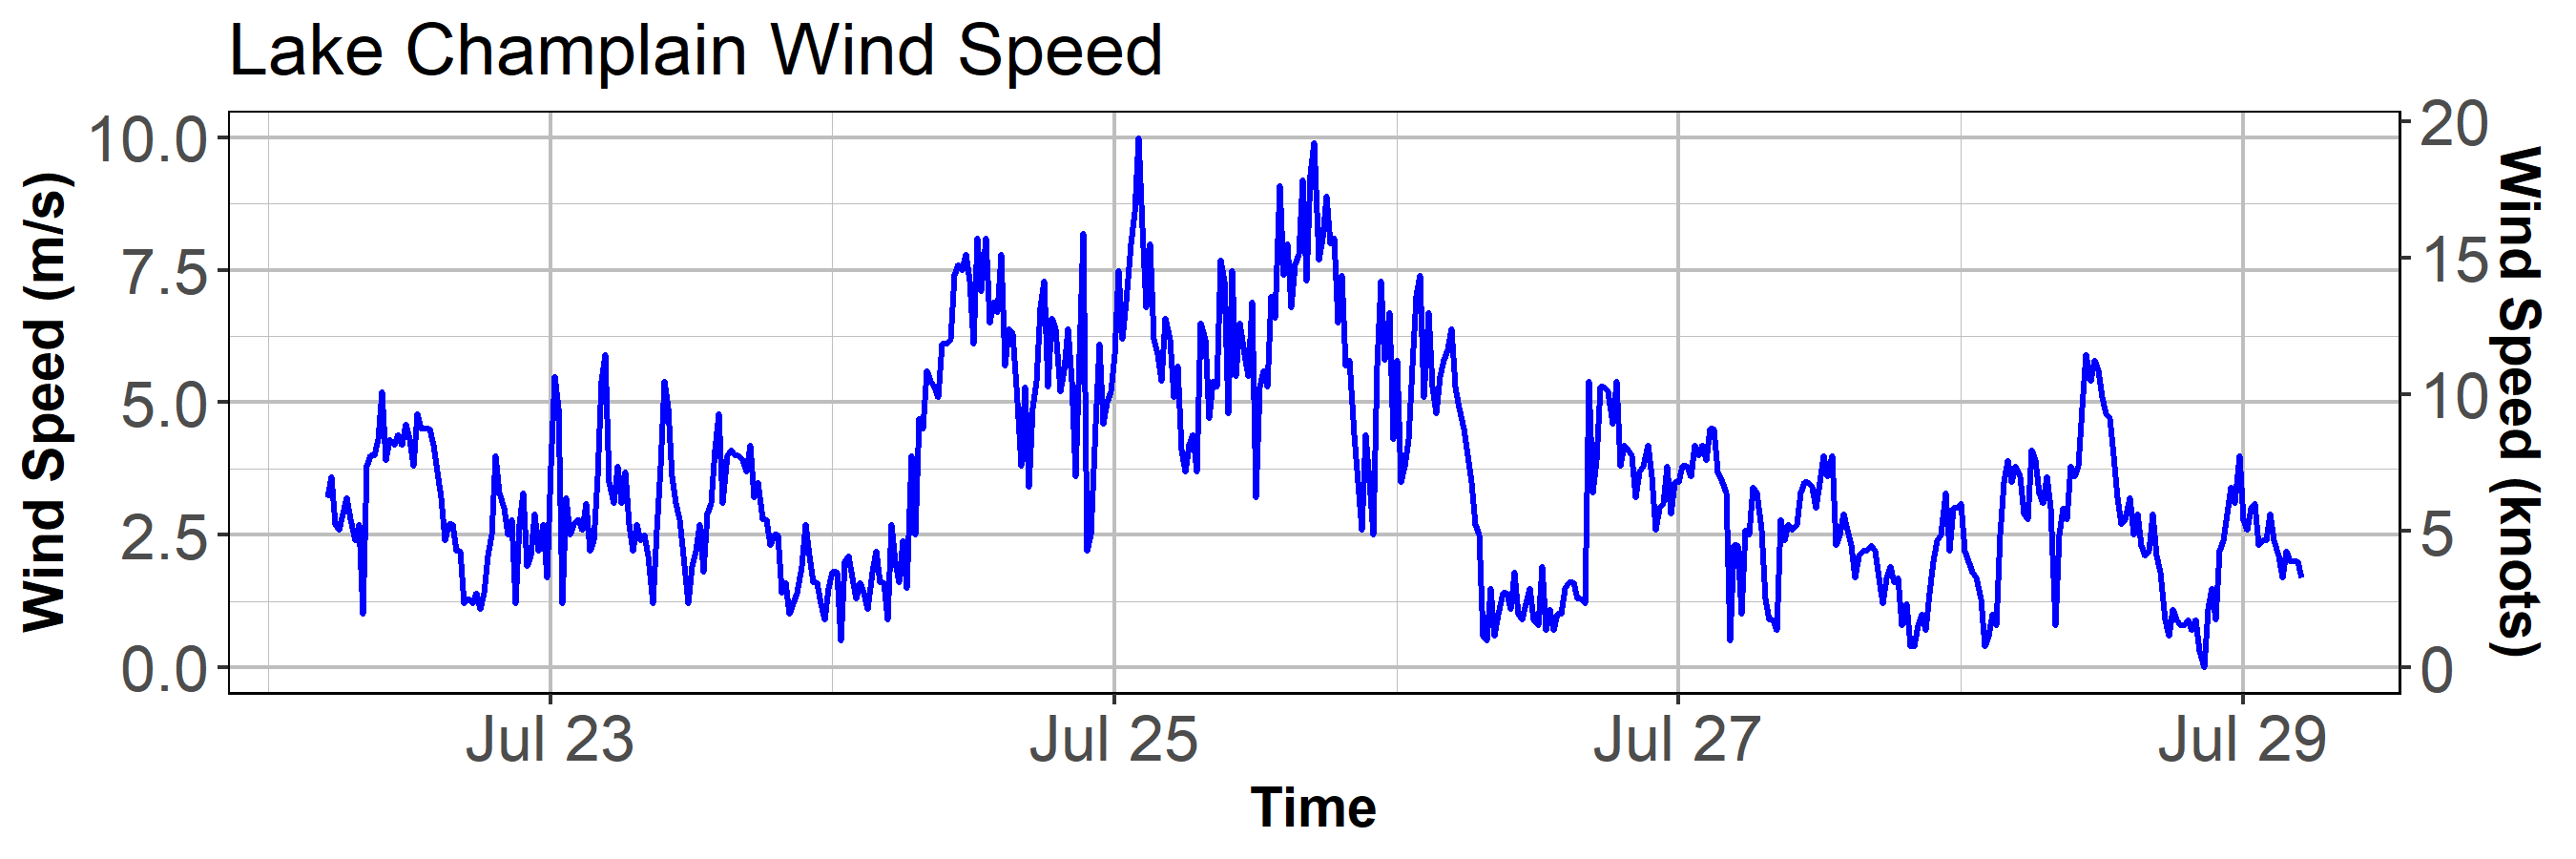 Lake Champlain Wind Speed
Wind Speed (m/s)
10.0
7.5
5.0
2.5
0.0
20
15
10
5
0
Wind Speed (knots)
Jul 23
Jul 25
Jul 27
Jul 29
Time